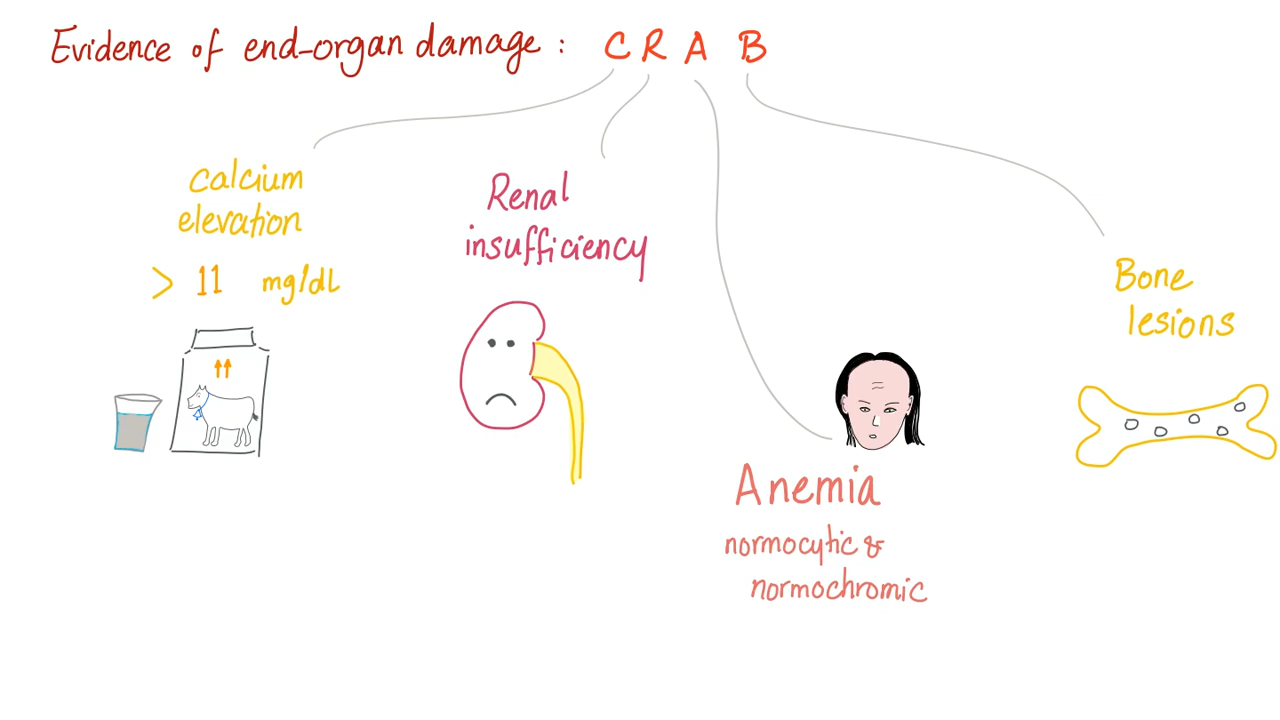 Evidence of end-organ damage : C R A B
calcium
elevation
> 11 mg/dL
Renal
insufficiency
Anemia
normocytic &
normochromic
Bone
lesions